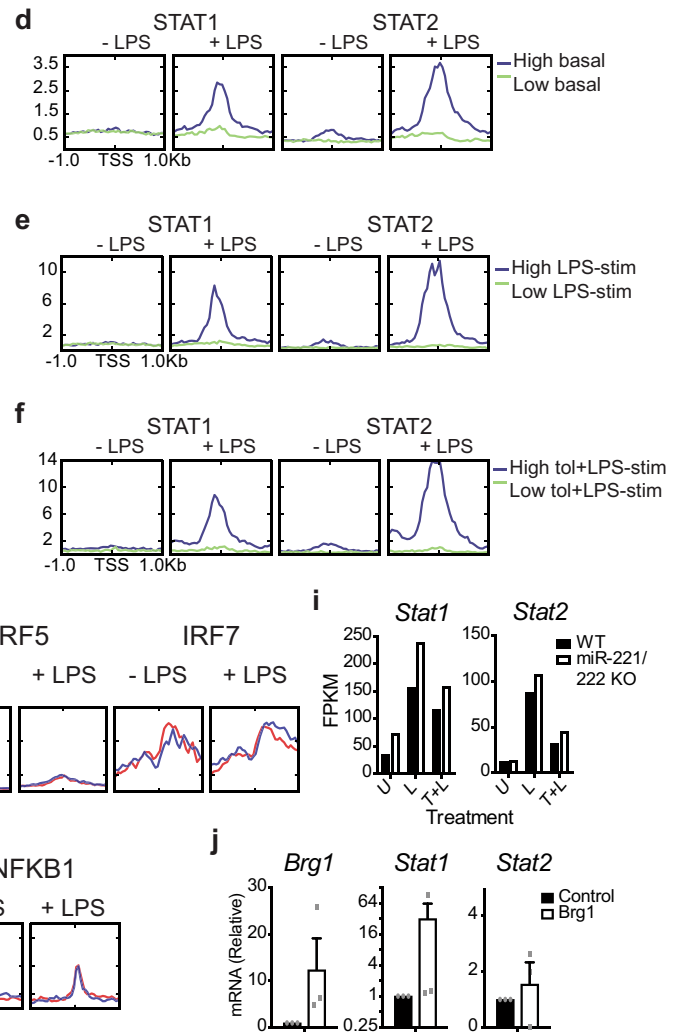 d
STAT1 STAT2
- LPS + LPS - LPS + LPS
High basal
Low basal
3.5
2.5
1.5
0.5
-1.0 TSS 1.0Kb
e
STAT1 STAT2
- LPS + LPS - LPS + LPS
High LPS-stim
Low LPS-stim
10
6
2
-1.0 TSS 1.0Kb
f
STAT1 STAT2
- LPS + LPS - LPS + LPS
High tol+LPS-stim
Low tol+LPS-stim
14
10
6
2
-1.0 TSS 1.0Kb
RF5 IRF7
+ LPS - LPS + LPS
i
Stat1 Stat2
WT
miR-221/
222 KO
FPKM
250
200
150
100
50
0
150
100
50
0
U L T+L U L T+L
Treatment
NFKB1
S + LPS
j
Brg1 Stat1 Stat2
Control
Brg1
mRNA (Relative)
30
20
10
0
64
16
4
1
0.25
4
2
0